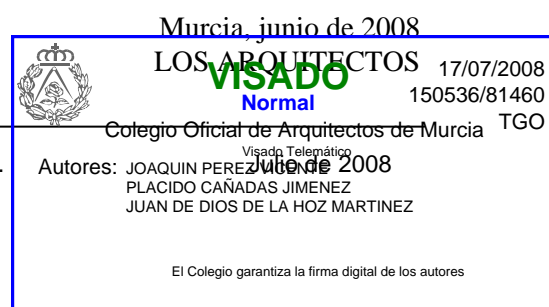 Murcia, junio de 2008
LOS ARQUITECTOS
VISADO
Normal
17/07/2008
150536/81460
TGO
Colegio Oficial de Arquitectos de Murcia
Visado Telemático
Julio de 2008
Autores: JOAQUIN PEREZ VICENTE
PLACIDO CAÑADAS JIMENEZ
JUAN DE DIOS DE LA HOZ MARTINEZ
El Colegio garantiza la firma digital de los autores